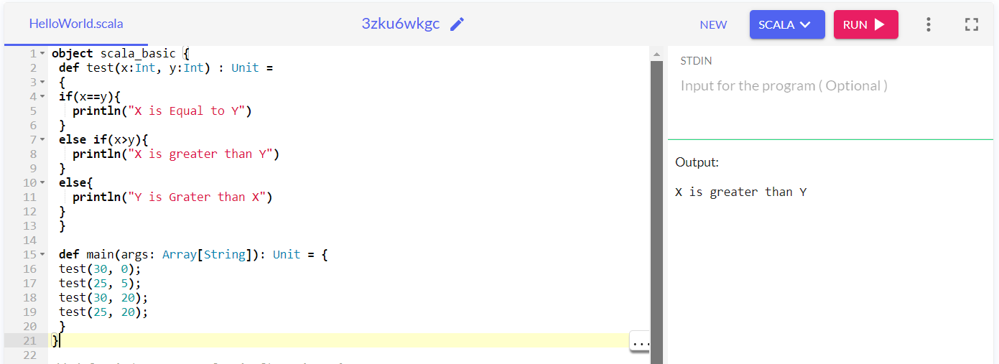 HelloWorld.scala
3zku6wkgc
NEW
SCALA
RUN
1 object scala_basic {
2 def test(x:Int, y:Int) : Unit =
3 {
4 if(x==y){
5 println("X is Equal to Y")
6 }
7 else if(x>y){
8 println("X is greater than Y")
9 }
10 else{
11 println("Y is Grater than X")
12 }
13 }
14
15 def main(args: Array[String]): Unit = {
16 test(30, 0);
17 test(25, 5);
18 test(30, 20);
19 test(25, 20);
20 }
21 }
22
...
STDIN
Input for the program ( Optional )
Output:
X is greater than Y